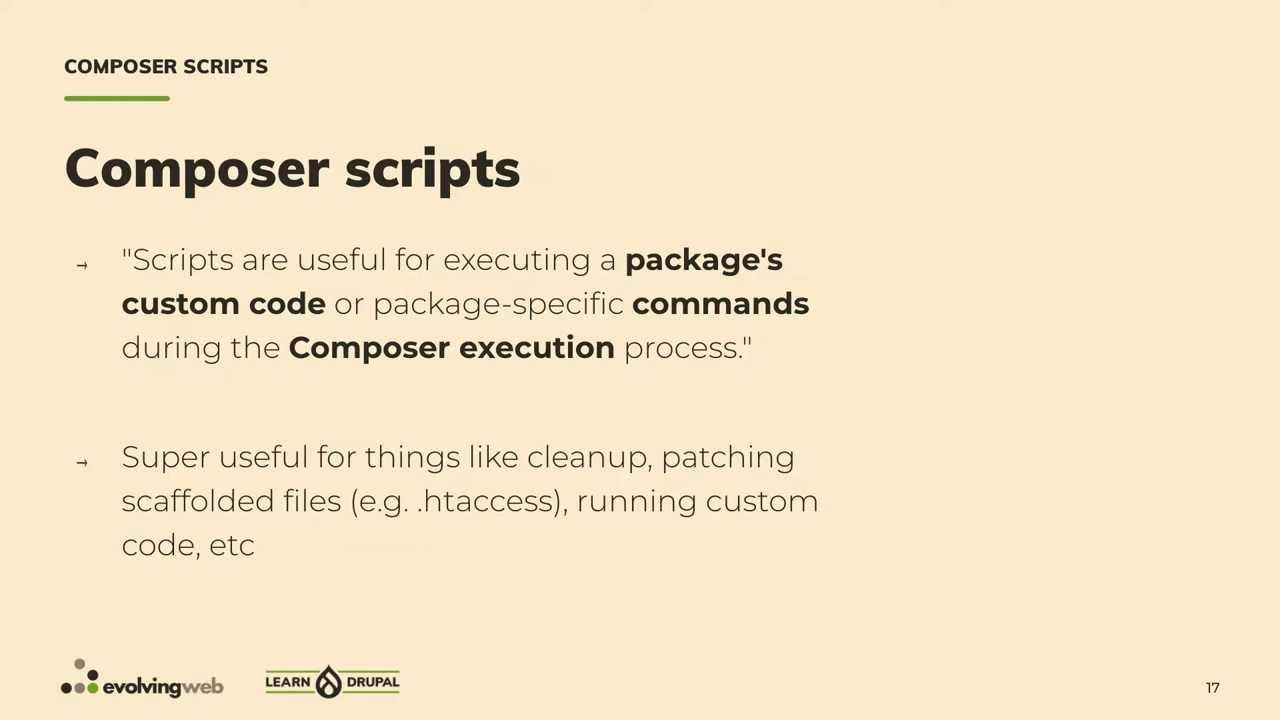 COMPOSER SCRIPTS
Composer scripts
→ "Scripts are useful for executing a package's
custom code or package-specific commands
during the Composer execution process."
→ Super useful for things like cleanup, patching
scaffolded files (e.g. .htaccess), running custom
code, etc
evolvingweb
LEARN DRUPAL
17